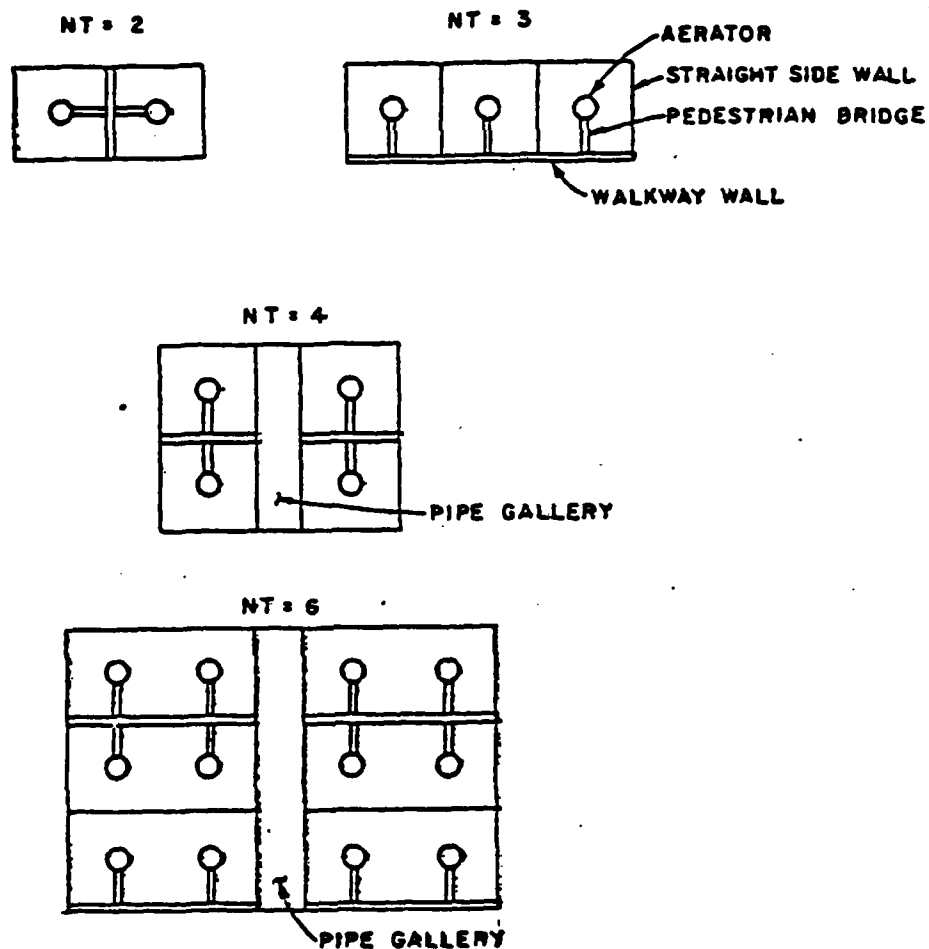 NT = 2
NT = 3
AERATOR
STRAIGHT SIDE WALL
PEDESTRIAN BRIDGE
WALKWAY WALL
NT = 4
PIPE GALLERY
NT = 6
PIPE GALLERY